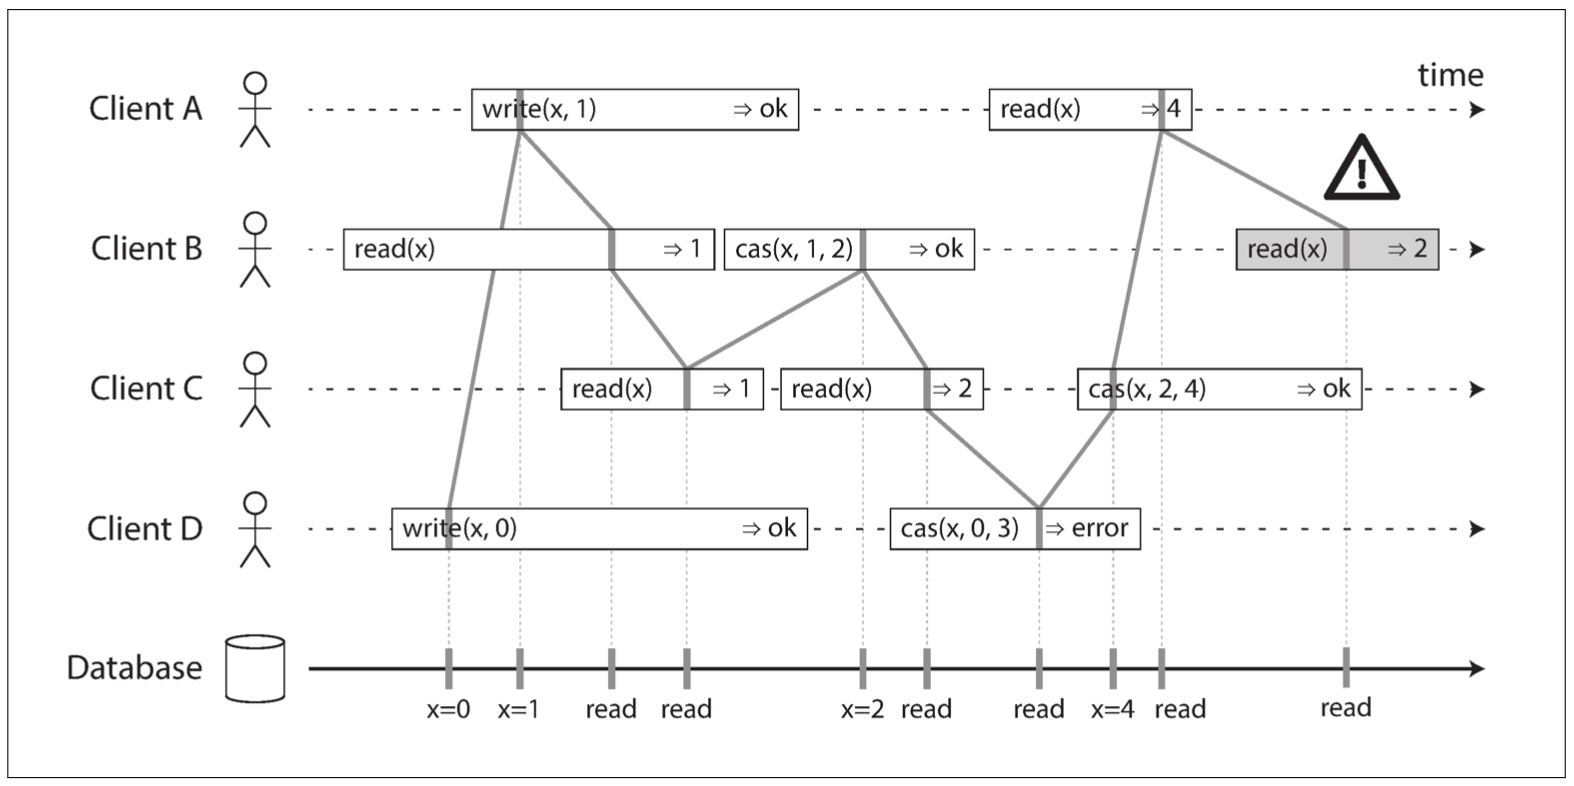 time
Client A write(x, 1) ⇒ ok read(x) ⇒ 4
!
Client B read(x) ⇒ 1 cas(x, 1, 2) ⇒ ok read(x) ⇒ 2
Client C read(x) ⇒ 1 read(x) ⇒ 2 cas(x, 2, 4) ⇒ ok
Client D write(x, 0) ⇒ ok cas(x, 0, 3) ⇒ error
Database
x=0 x=1 read read x=2 read read x=4 read read